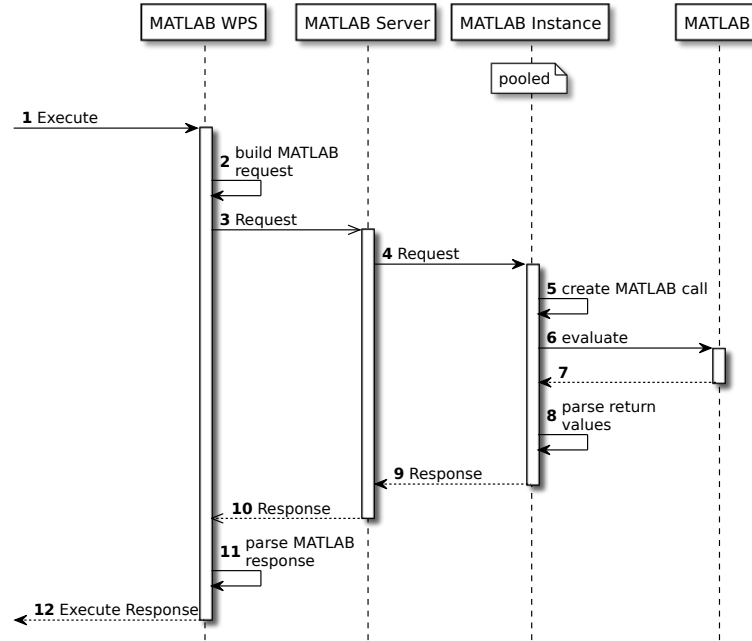 MATLAB WPS
MATLAB Server
MATLAB Instance
MATLAB
pooled
1 Execute
2 build MATLAB
request
3 Request
4 Request
5 create MATLAB call
6 evaluate
7
8 parse return
values
9 Response
10 Response
11 parse MATLAB
response
12 Execute Response